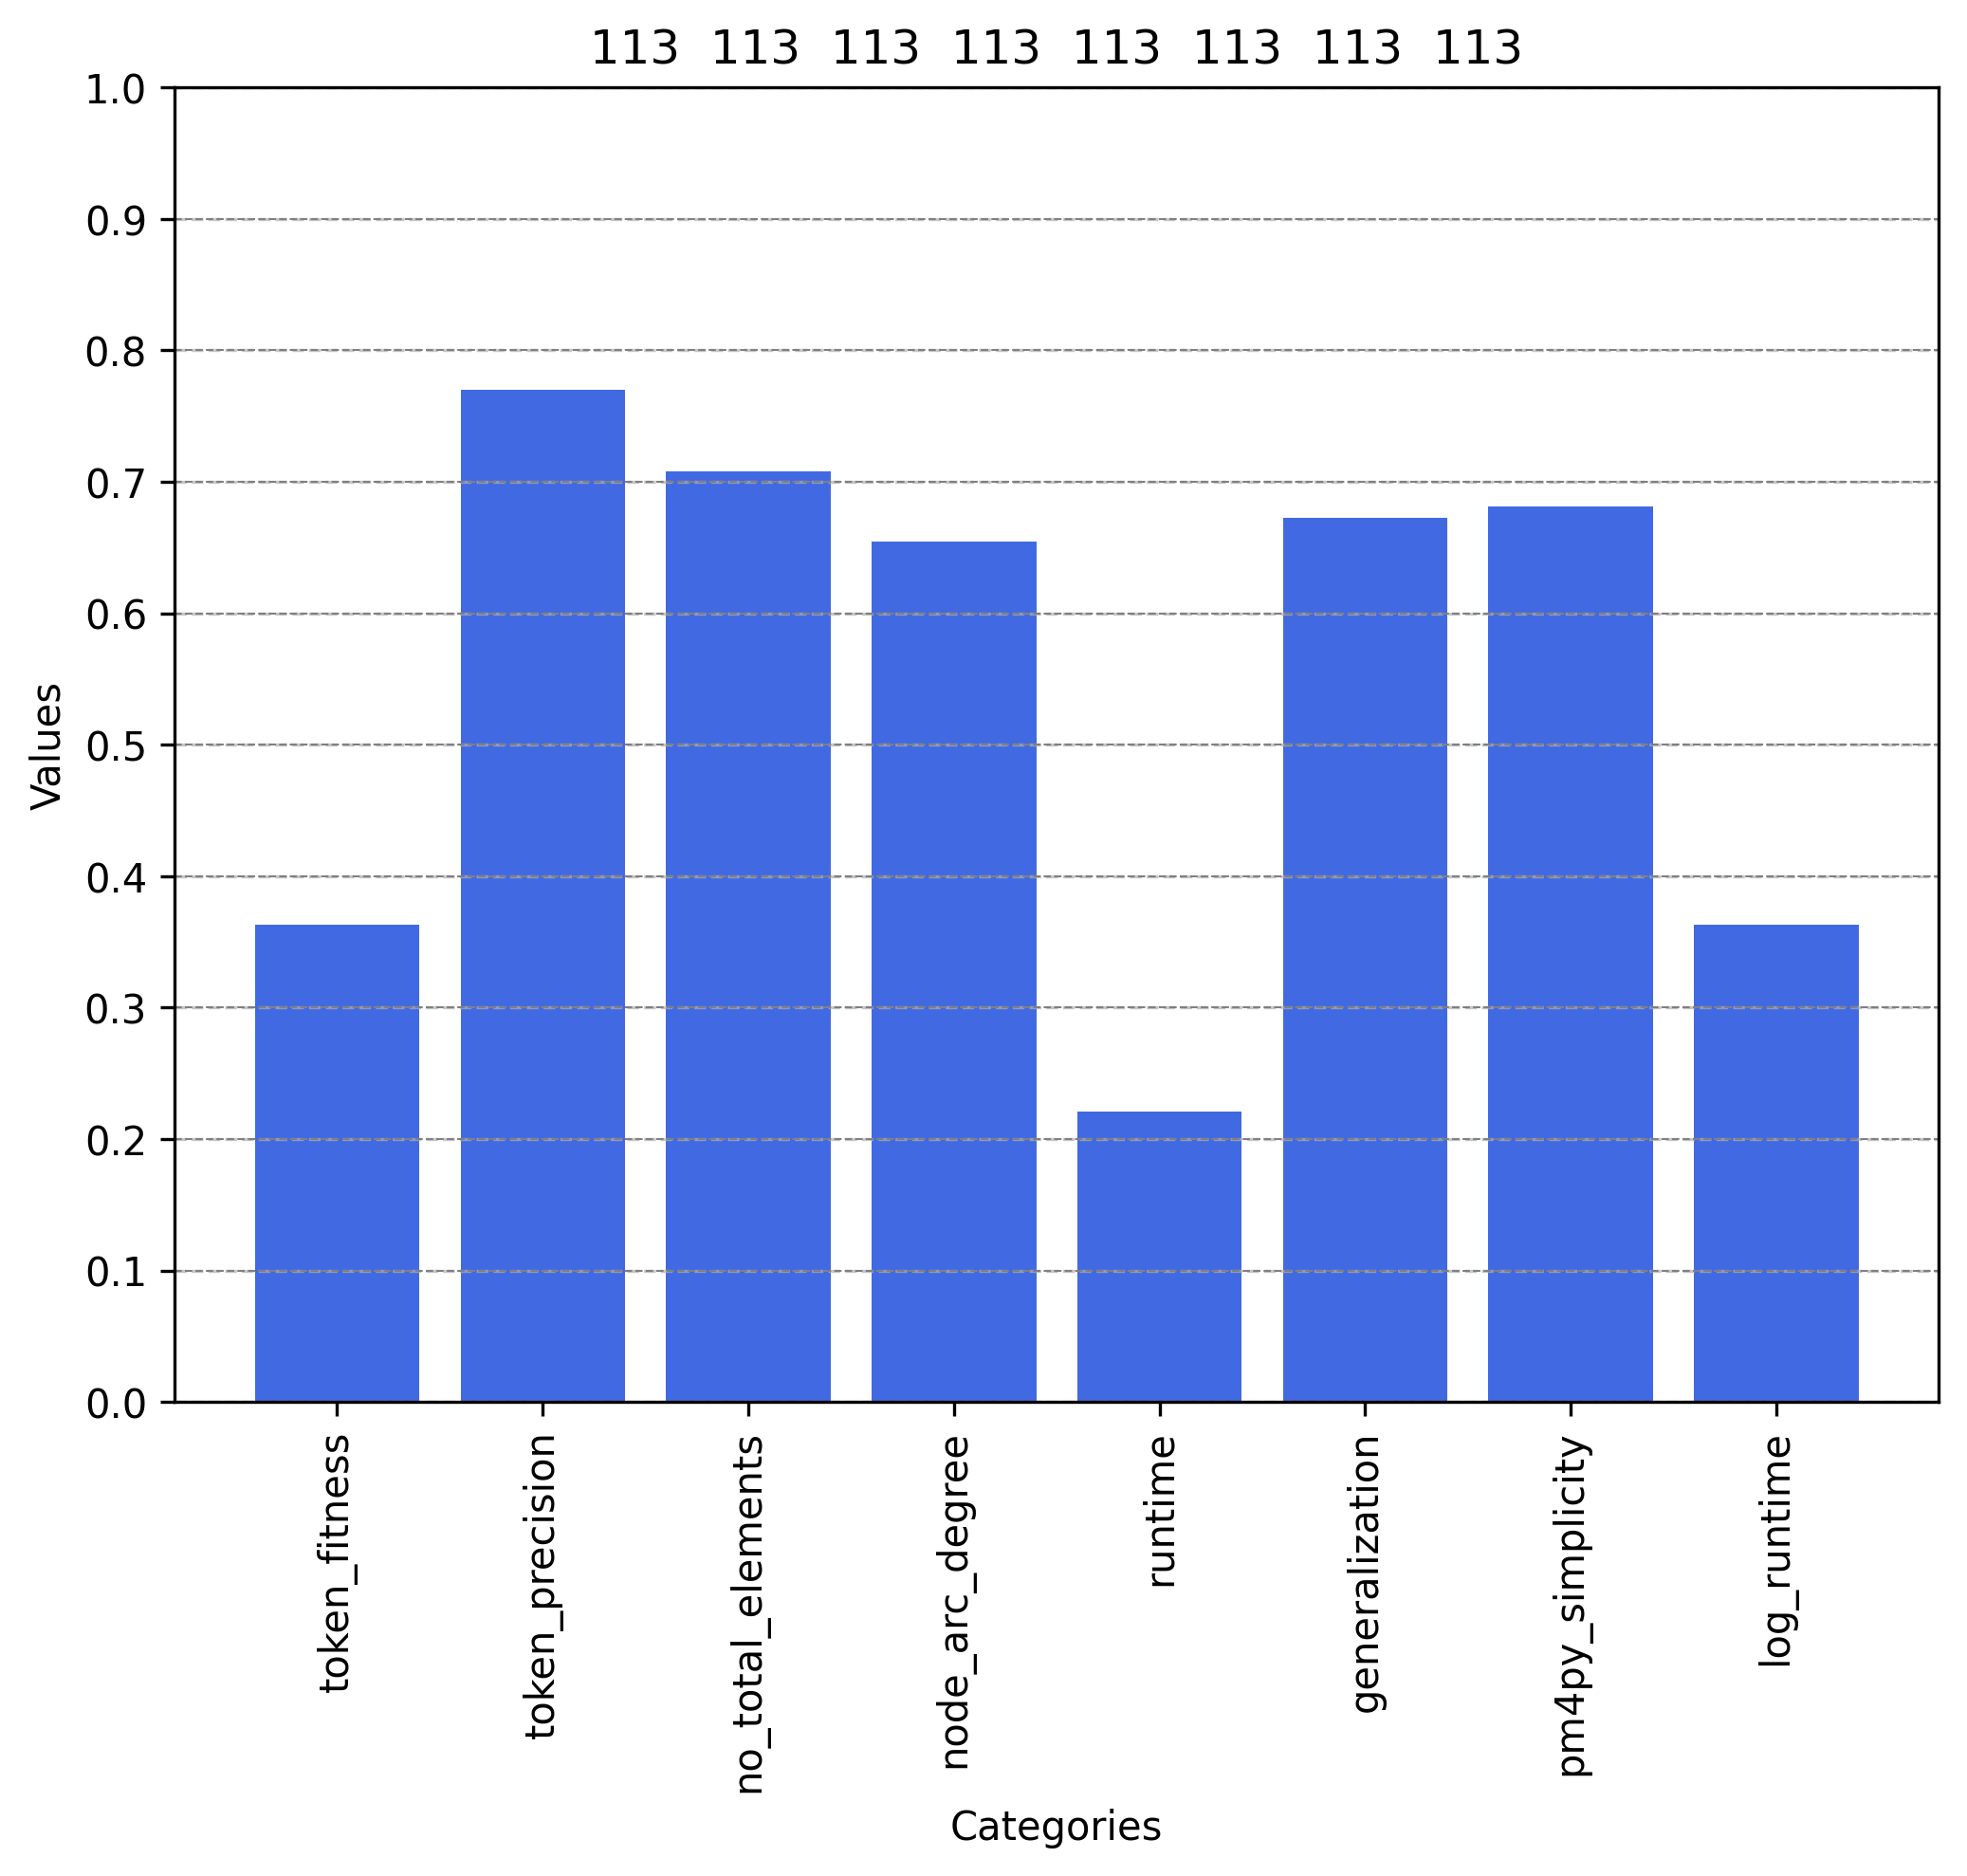 113 113 113 113 113 113 113 113
1.0
0.9
0.8
0.7
0.6
0.5
0.4
0.3
0.2
0.1
0.0
Values
token_fitness
token_precision
no_total_elements
node_arc_degree
runtime
generalization
pm4py_simplicity
log_runtime
Categories